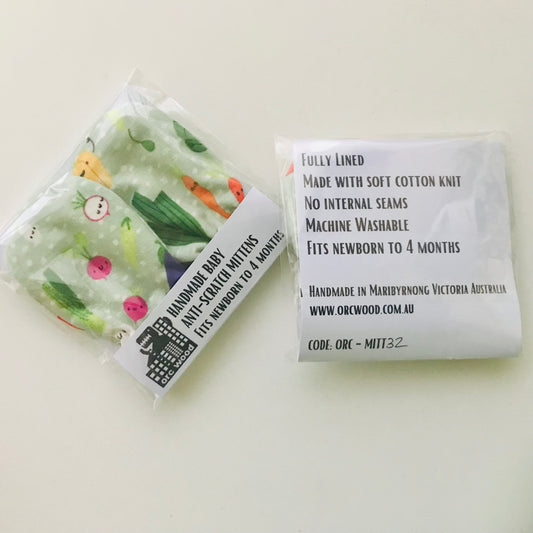 HANDMADE BABY
ANTI-SCRATCH MITTENS
FITS NEWBORN TO 4 MONTHS
ORC WOOD
FULLY LINED
MADE WITH SOFT COTTON KNIT
NO INTERNAL SEAMS
MACHINE WASHABLE
FITS NEWBORN TO 4 MONTHS
HANDMADE IN MARIBYRNONG VICTORIA AUSTRALIA
WWW.ORCWOOD.COM.AU
CODE: ORC - MITT32